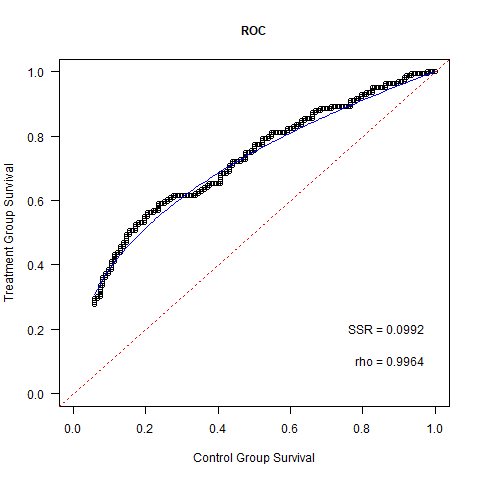 ROC
Treatment Group Survival
1.0
0.8
0.6
0.4
0.2
0.0
SSR = 0.0992
rho = 0.9964
0.0 0.2 0.4 0.6 0.8 1.0
Control Group Survival